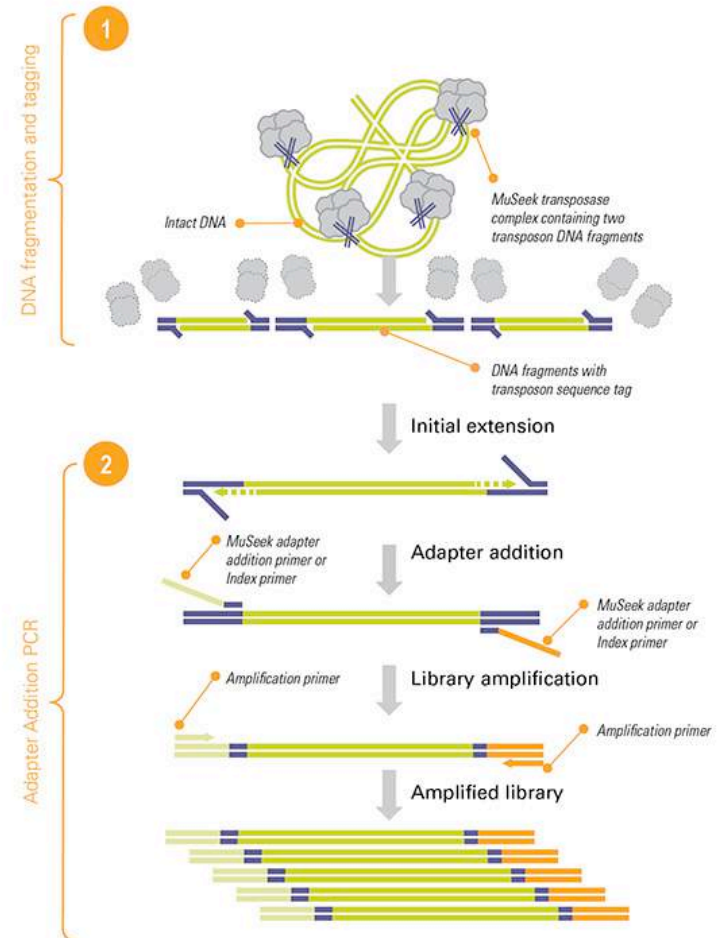 1
DNA fragmentation and tagging
Intact DNA
MuSeek transposase
complex containing two
transposon DNA fragments
DNA fragments with
transposon sequence tag
Initial extension
2
Adapter Addition PCR
MuSeek adapter
addition primer or
Index primer
Adapter addition
MuSeek adapter
addition primer or
Index primer
Library amplification
Amplification primer
Amplification primer
Amplified library